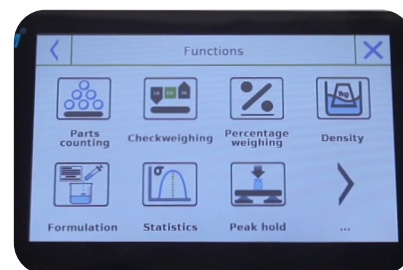 Functions
Parts
counting
Checkweighing
Percentage
weighing
Density
Formulation
Statistics
Peak hold
...